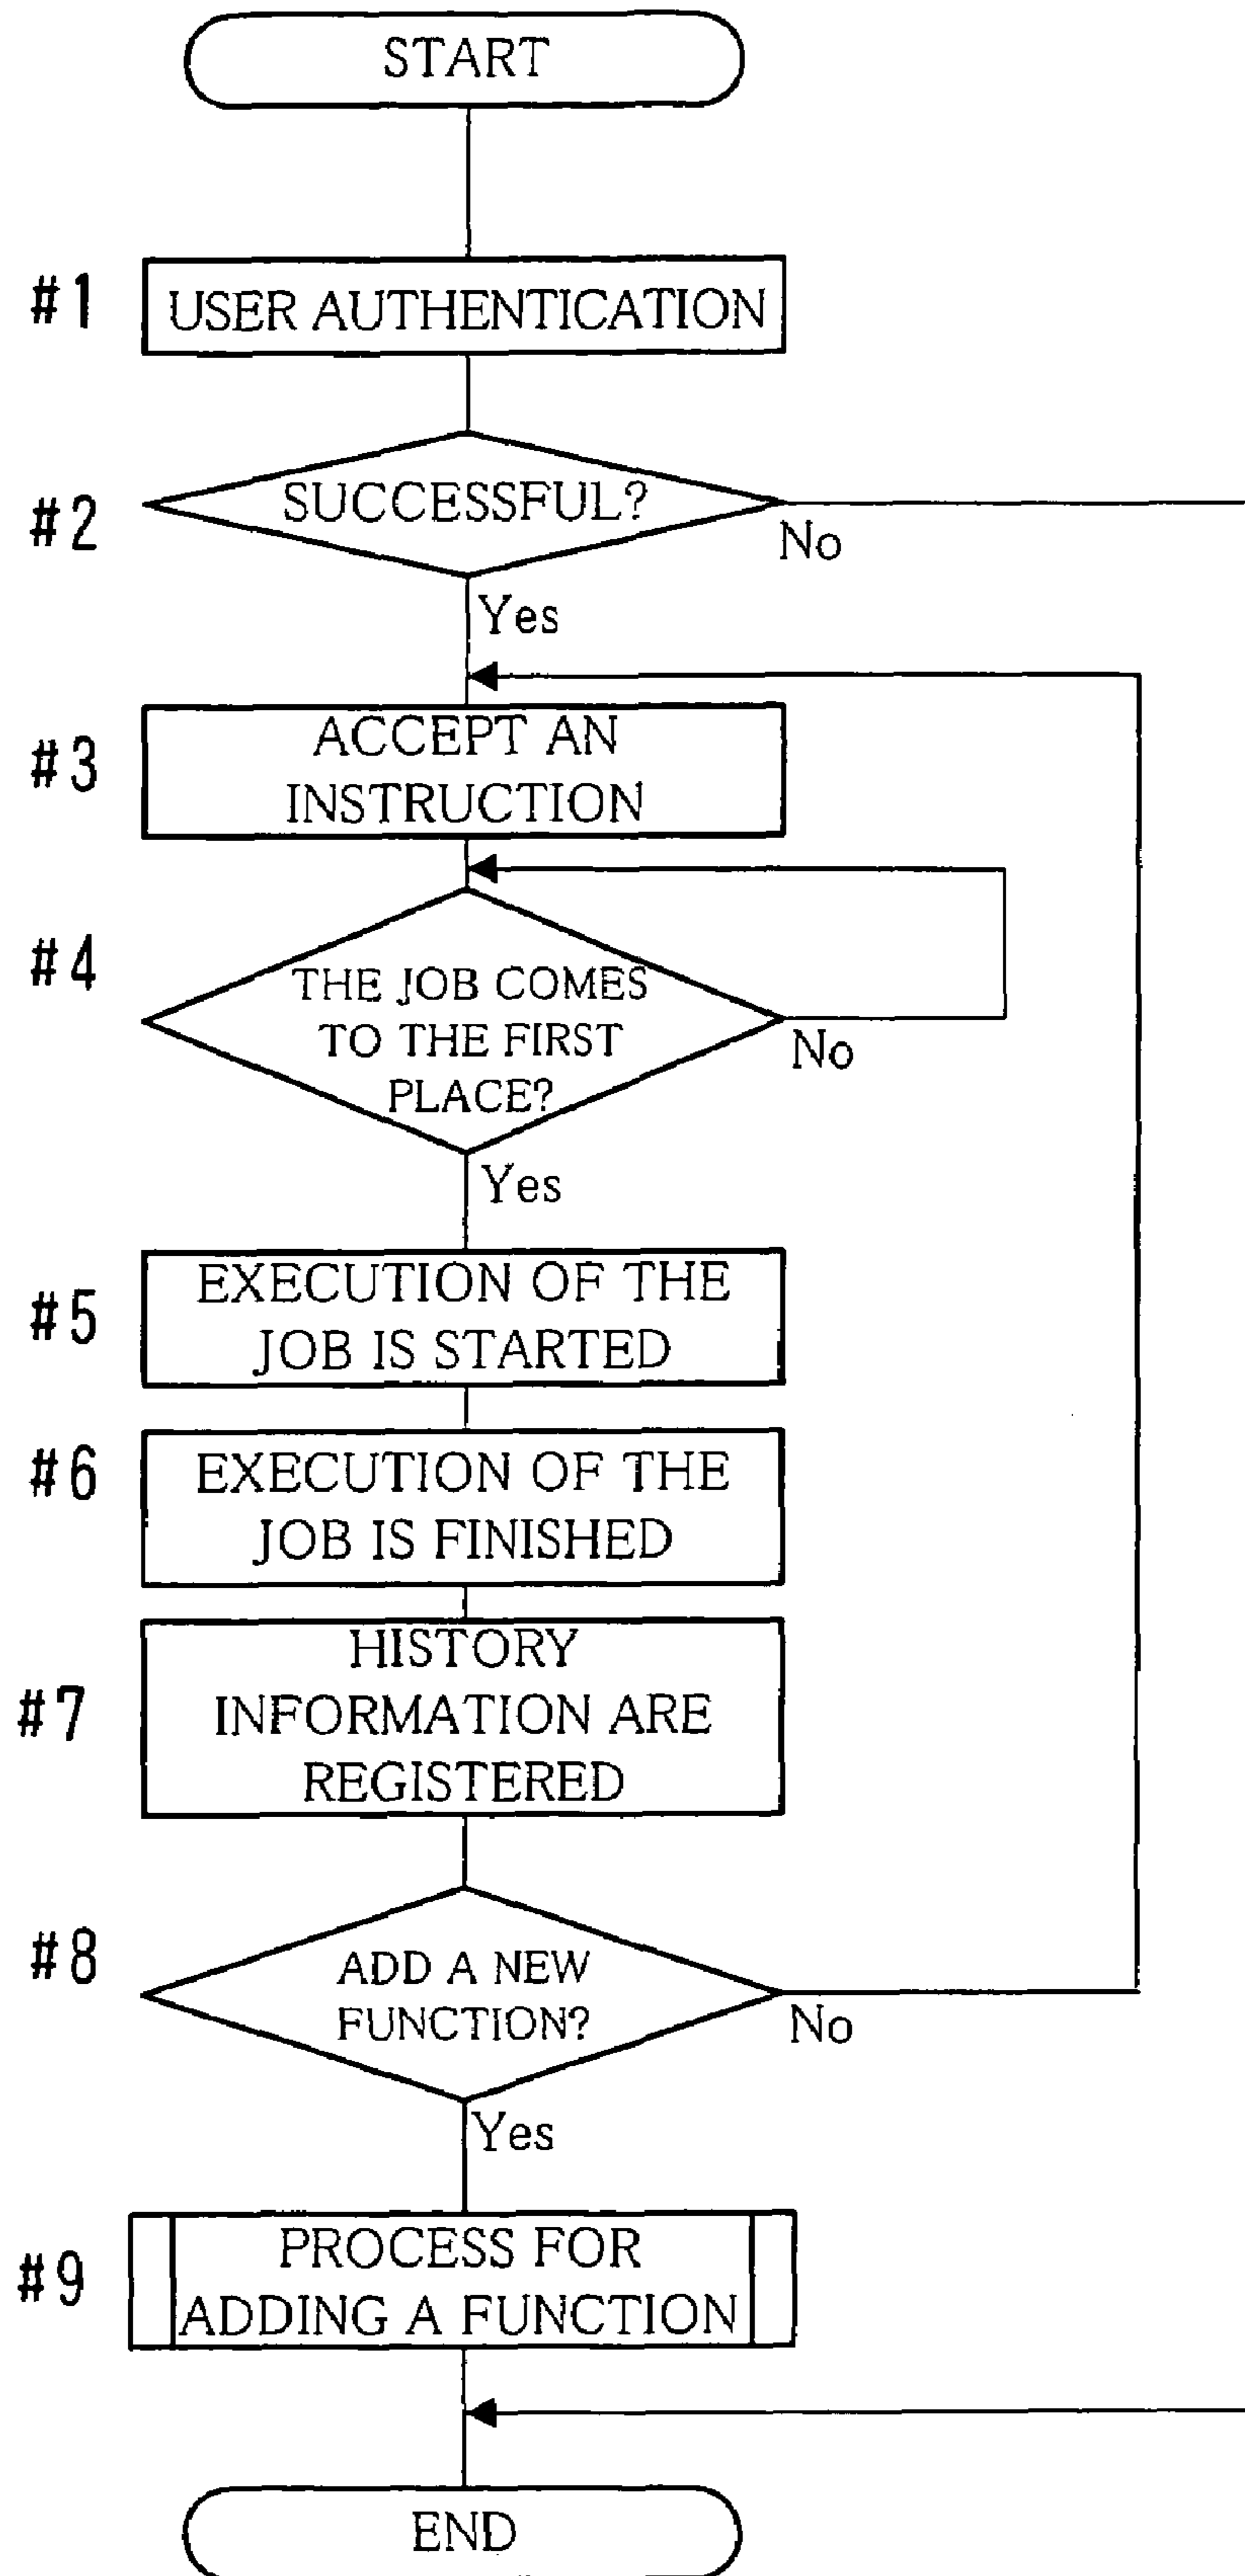 START
#1
USER AUTHENTICATION
#2
SUCCESSFUL?
No
Yes
#3
ACCEPT AN
INSTRUCTION
#4
THE JOB COMES
TO THE FIRST
PLACE?
No
Yes
#5
EXECUTION OF THE
JOB IS STARTED
#6
EXECUTION OF THE
JOB IS FINISHED
#7
HISTORY
INFORMATION ARE
REGISTERED
#8
ADD A NEW
FUNCTION?
No
Yes
#9
PROCESS FOR
ADDING A FUNCTION
END